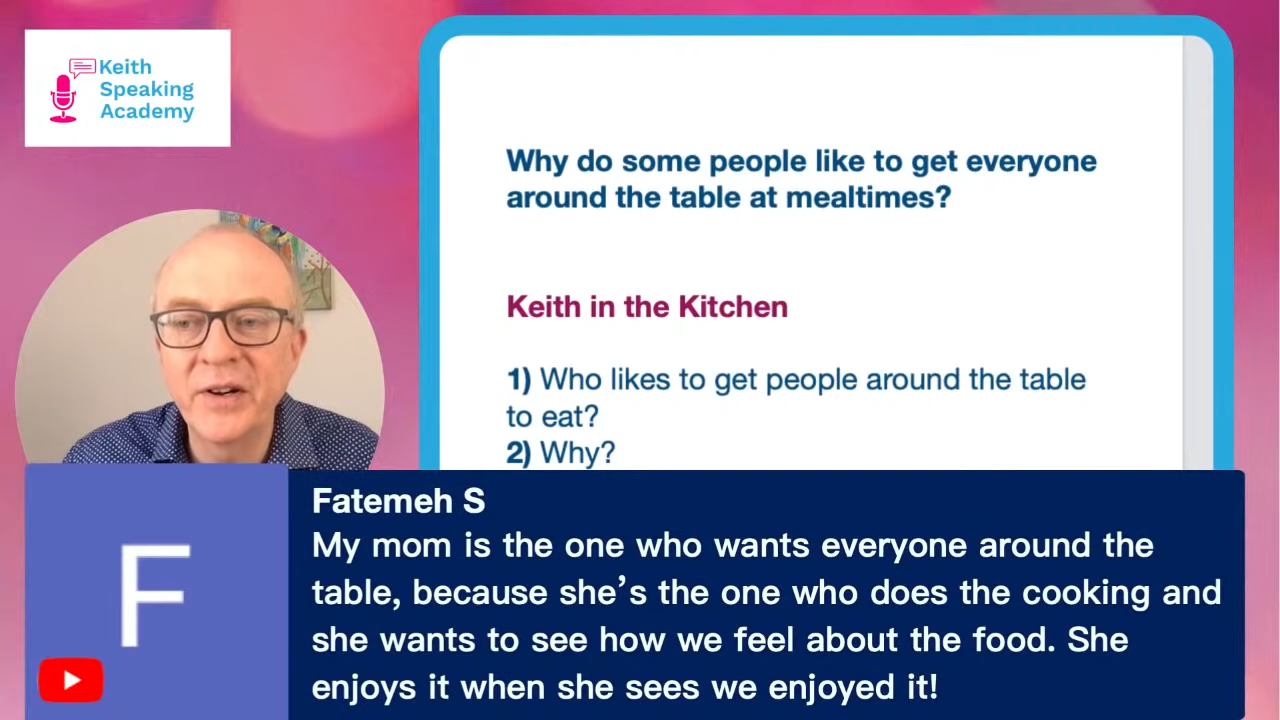 Keith
Speaking
Academy
Why do some people like to get everyone
around the table at mealtimes?
Keith in the Kitchen
1) Who likes to get people around the table
to eat?
2) Why?
F
Fatemeh S
My mom is the one who wants everyone around the
table, because she’s the one who does the cooking and
she wants to see how we feel about the food. She
enjoys it when she sees we enjoyed it!